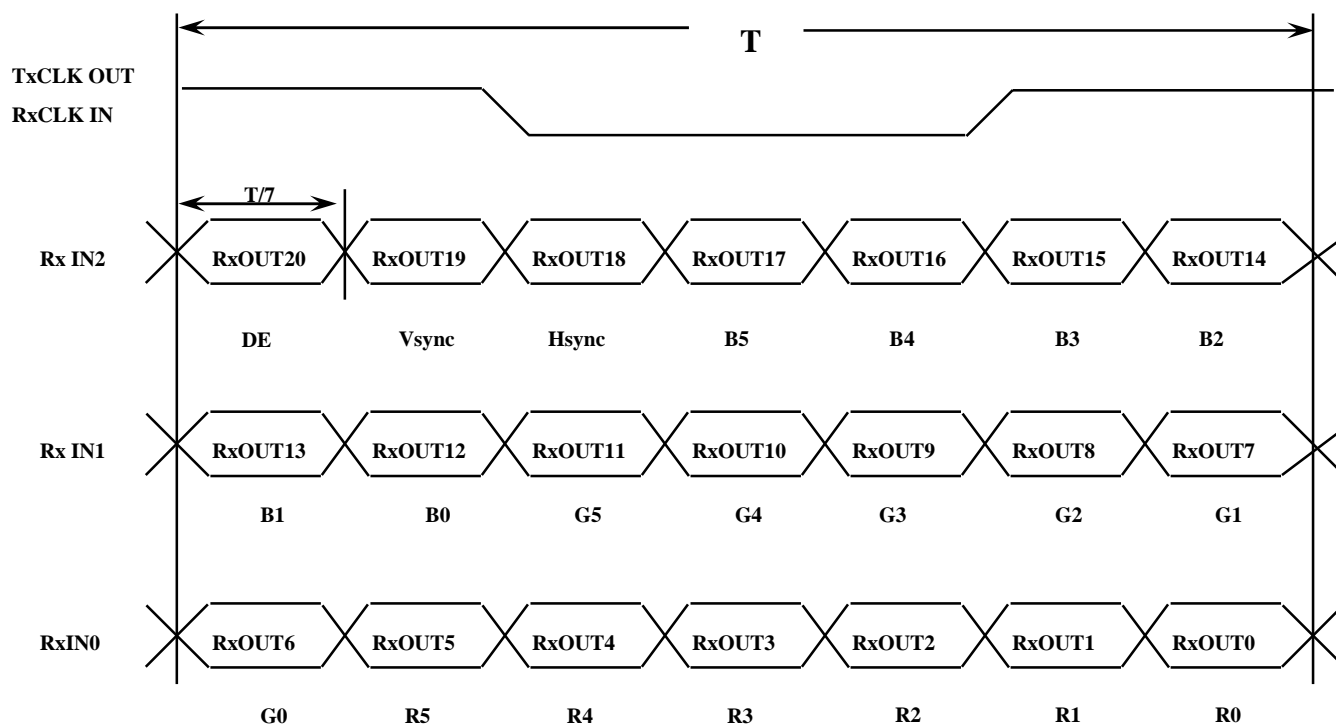 T
TxCLK OUT
RxCLK IN
T/7
Rx IN2 RxOUT20 RxOUT19 RxOUT18 RxOUT17 RxOUT16 RxOUT15 RxOUT14
DE Vsync Hsync B5 B4 B3 B2
Rx IN1 RxOUT13 RxOUT12 RxOUT11 RxOUT10 RxOUT9 RxOUT8 RxOUT7
B1 B0 G5 G4 G3 G2 G1
RxIN0 RxOUT6 RxOUT5 RxOUT4 RxOUT3 RxOUT2 RxOUT1 RxOUT0
G0 R5 R4 R3 R2 R1 R0